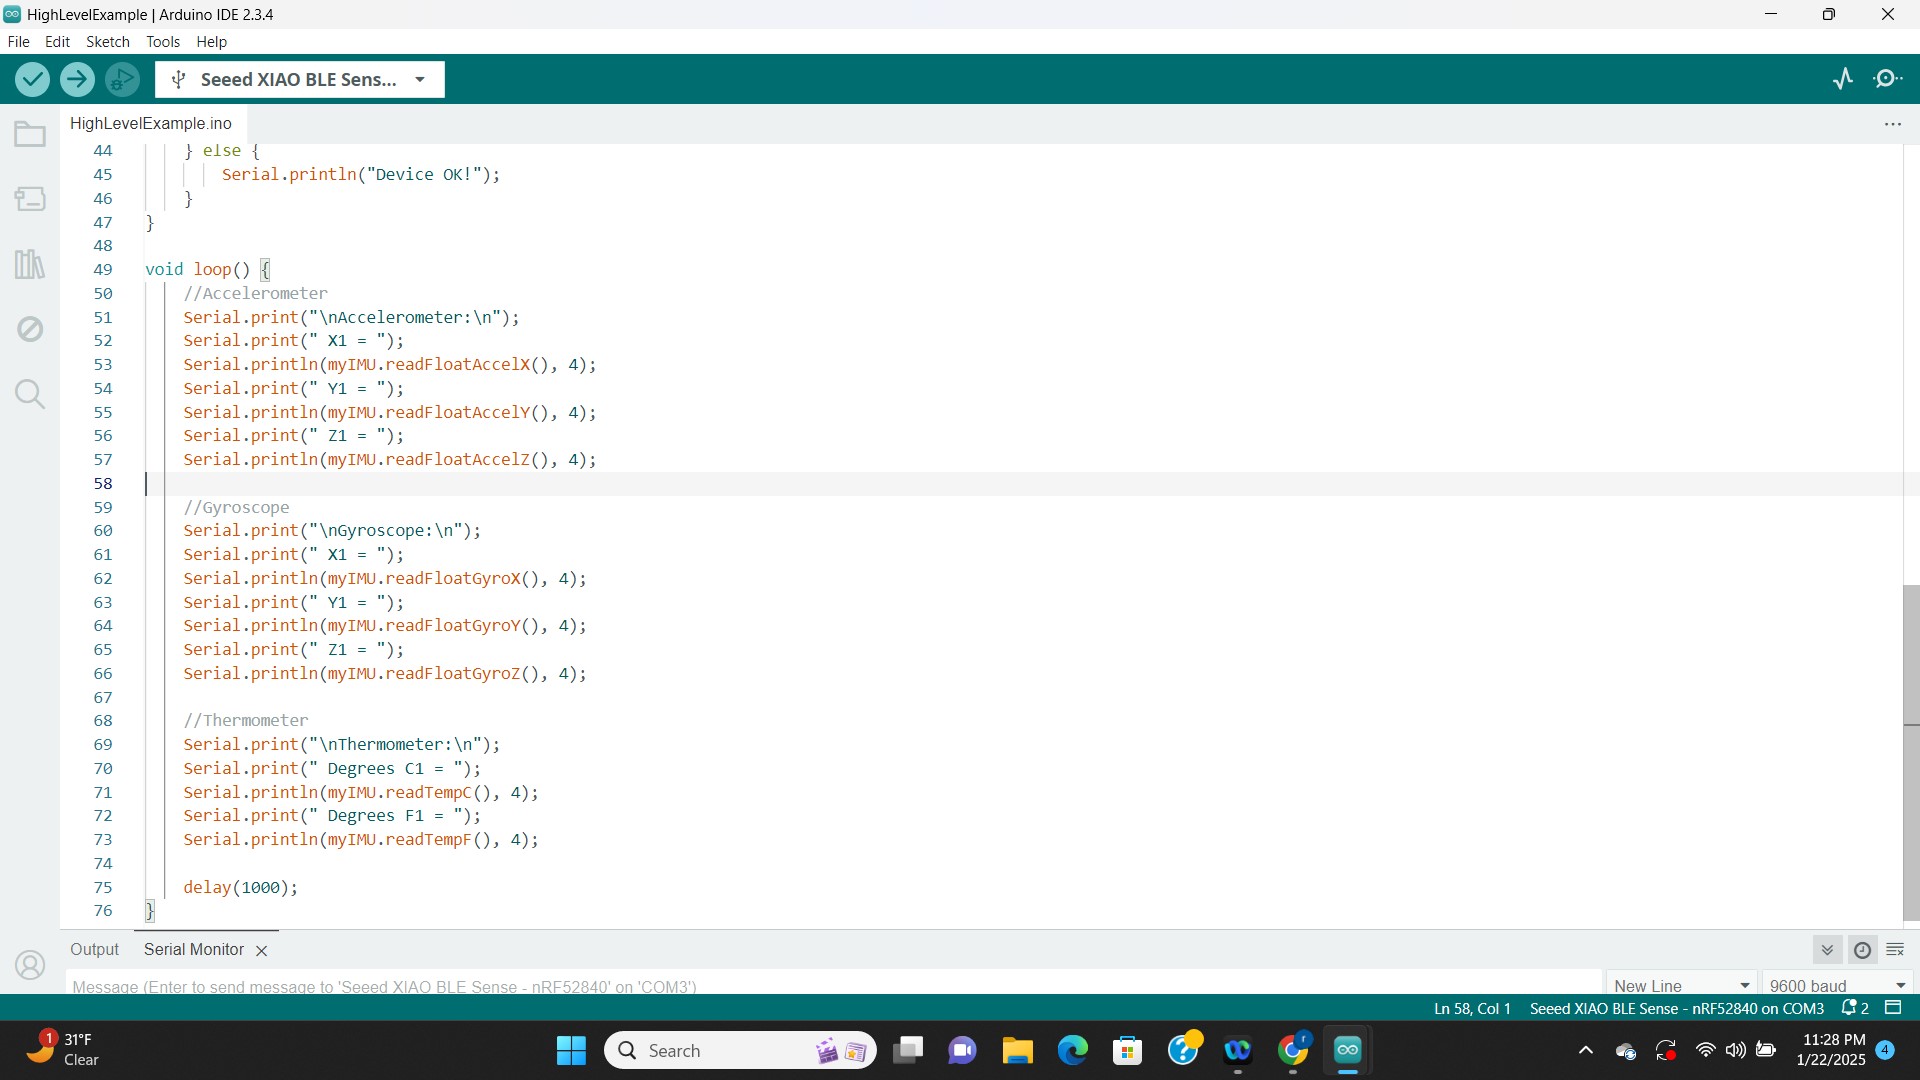 HighLevelExample | Arduino IDE 2.3.4
File Edit Sketch Tools Help
Seeed XIAO BLE Sens...
HighLevelExample.ino
44 } else {
45 Serial.println("Device OK!");
46 }
47 }
48
49 void loop() {
50 //Accelerometer
51 Serial.print("\nAccelerometer:\n");
52 Serial.print(" X1 = ");
53 Serial.println(myIMU.readFloatAccelX(), 4);
54 Serial.print(" Y1 = ");
55 Serial.println(myIMU.readFloatAccelY(), 4);
56 Serial.print(" Z1 = ");
57 Serial.println(myIMU.readFloatAccelZ(), 4);
58
59 //Gyroscope
60 Serial.print("\nGyroscope:\n");
61 Serial.print(" X1 = ");
62 Serial.println(myIMU.readFloatGyroX(), 4);
63 Serial.print(" Y1 = ");
64 Serial.println(myIMU.readFloatGyroY(), 4);
65 Serial.print(" Z1 = ");
66 Serial.println(myIMU.readFloatGyroZ(), 4);
67
68 //Thermometer
69 Serial.print("\nThermometer:\n");
70 Serial.print(" Degrees C1 = ");
71 Serial.println(myIMU.readTempC(), 4);
72 Serial.print(" Degrees F1 = ");
73 Serial.println(myIMU.readTempF(), 4);
74
75 delay(1000);
76 }
Output Serial Monitor
Message (Enter to send message to 'Seeed XIAO BLE Sense - nRF52840' on 'COM3') New Line 9600 baud
Ln 58, Col 1 Seeed XIAO BLE Sense - nRF52840 on COM3 2
1 31°F
Clear
Search
11:28 PM
1/22/2025 4